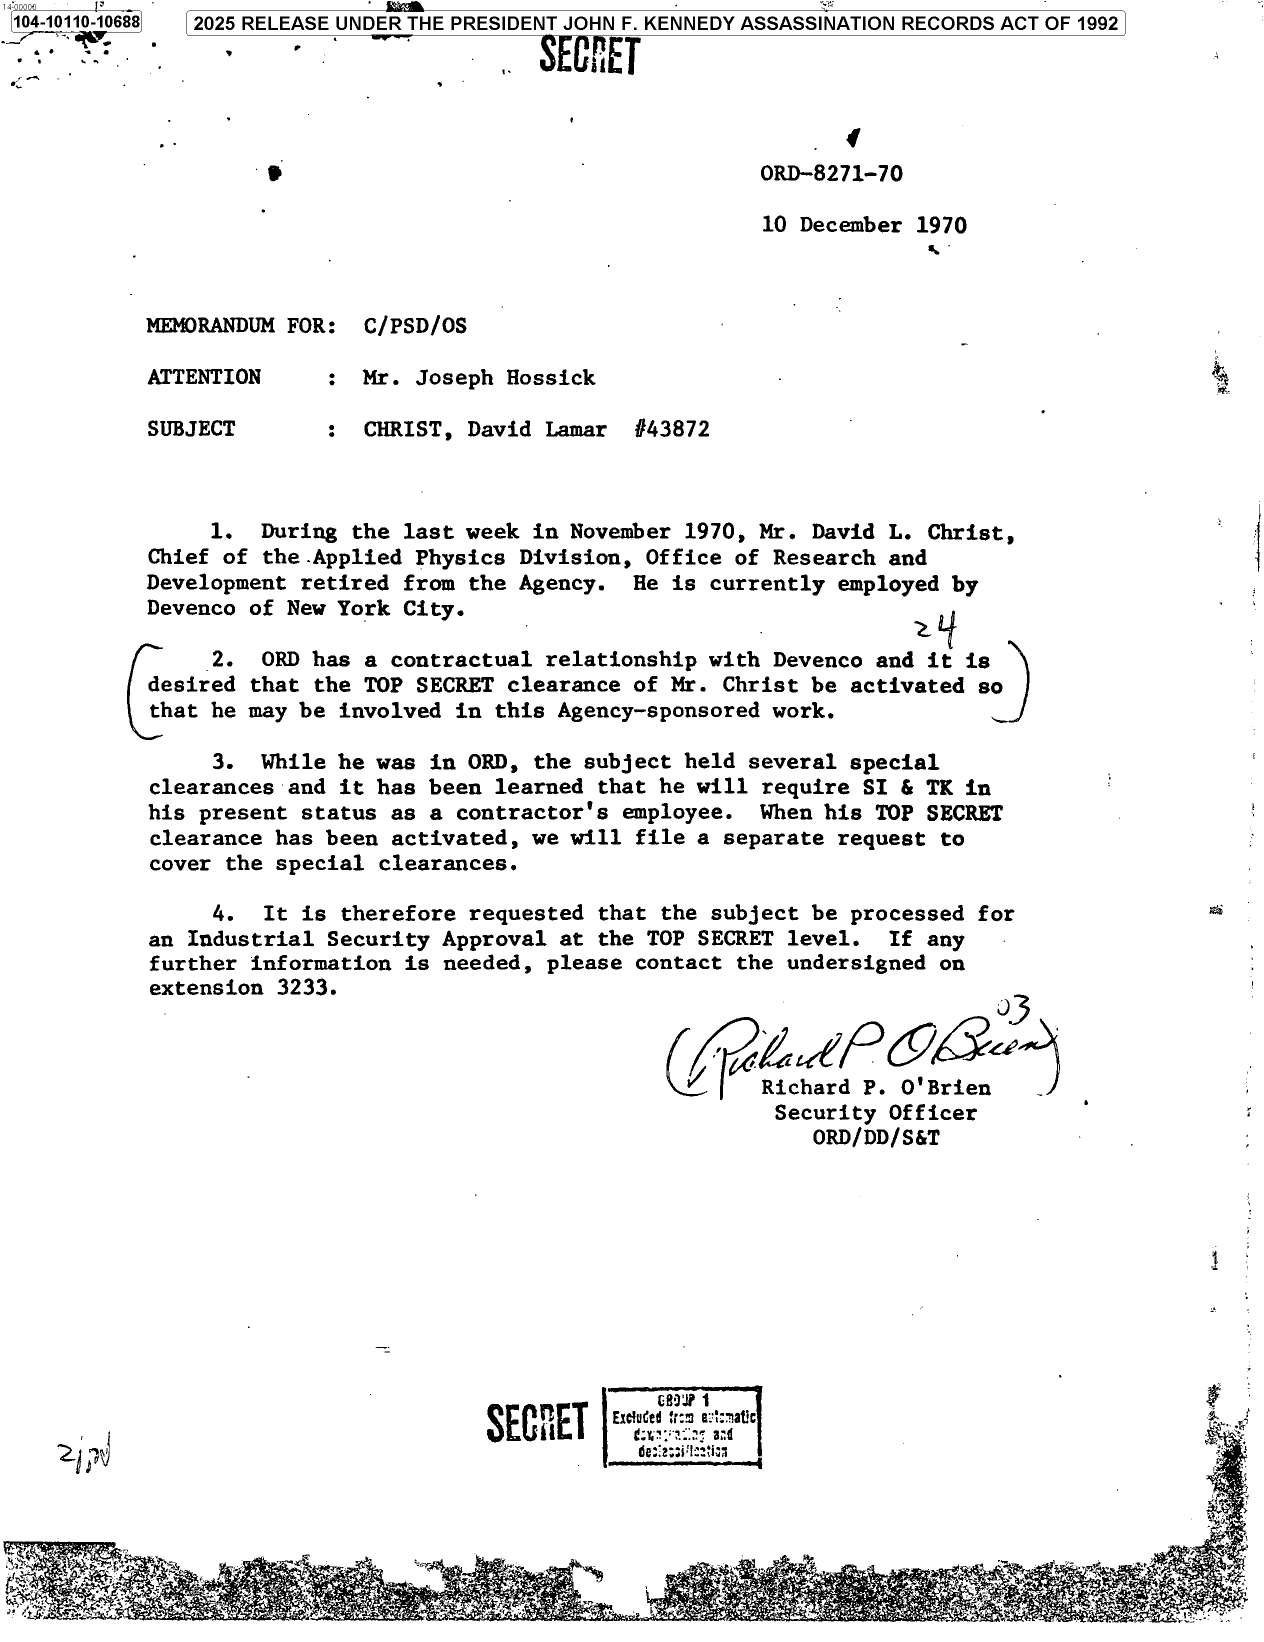 14-00000
104-10110-10688
2025 RELEASE UNDER THE PRESIDENT JOHN F. KENNEDY ASSASSINATION RECORDS ACT OF 1992
SECRET
ORD-8271-70
10 December 1970
MEMORANDUM FOR: C/PSD/OS
ATTENTION : Mr. Joseph Hossick
SUBJECT : CHRIST, David Lamar #43872
1. During the last week in November 1970, Mr. David L. Christ,
Chief of the Applied Physics Division, Office of Research and
Development retired from the Agency. He is currently employed by
Devenco of New York City.
24
2. ORD has a contractual relationship with Devenco and it is
desired that the TOP SECRET clearance of Mr. Christ be activated so
that he may be involved in this Agency-sponsored work.
3. While he was in ORD, the subject held several special
clearances and it has been learned that he will require SI & TK in
his present status as a contractor's employee. When his TOP SECRET
clearance has been activated, we will file a separate request to
cover the special clearances.
4. It is therefore requested that the subject be processed for
an Industrial Security Approval at the TOP SECRET level. If any
further information is needed, please contact the undersigned on
extension 3233.
03
Richard P. O'Brien
Richard P. O'Brien
Security Officer
ORD/DD/S&T
SECRET
GROUP 1
Excluded from automatic
downgrading and
declassification